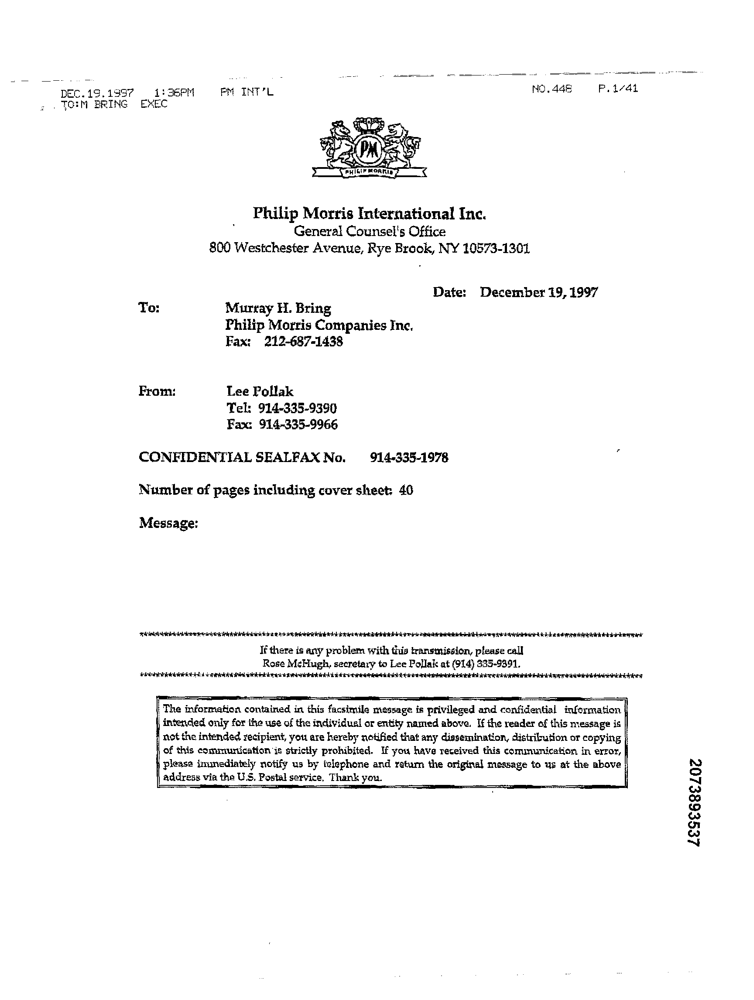 DEC.19.1997 1:36PM PM INT'L NO.448 P.1/41
TO:M BRING EXEC
PM
PHILIP MORRIS
Philip Morris International Inc.
General Counsel's Office
800 Westchester Avenue, Rye Brook, NY 10573-1301
Date: December 19, 1997
To: Murray H. Bring
Philip Morris Companies Inc.
Fax: 212-687-1438
From: Lee Pollak
Tel: 914-335-9390
Fax: 914-335-9966
CONFIDENTIAL SEALFAX No. 914-335-1978
Number of pages including cover sheet: 40
Message:
If there is any problem with this transmission, please call
Rose McHugh, secretary to Lee Pollak at (914) 335-9391.
The information contained in this facsimile message is privileged and confidential information
intended only for the use of the individual or entity named above. If the reader of this message is
not the intended recipient, you are hereby notified that any dissemination, distribution or copying
of this communication is strictly prohibited. If you have received this communication in error,
please immediately notify us by telephone and return the original message to us at the above
address via the U.S. Postal service. Thank you.
2073893537